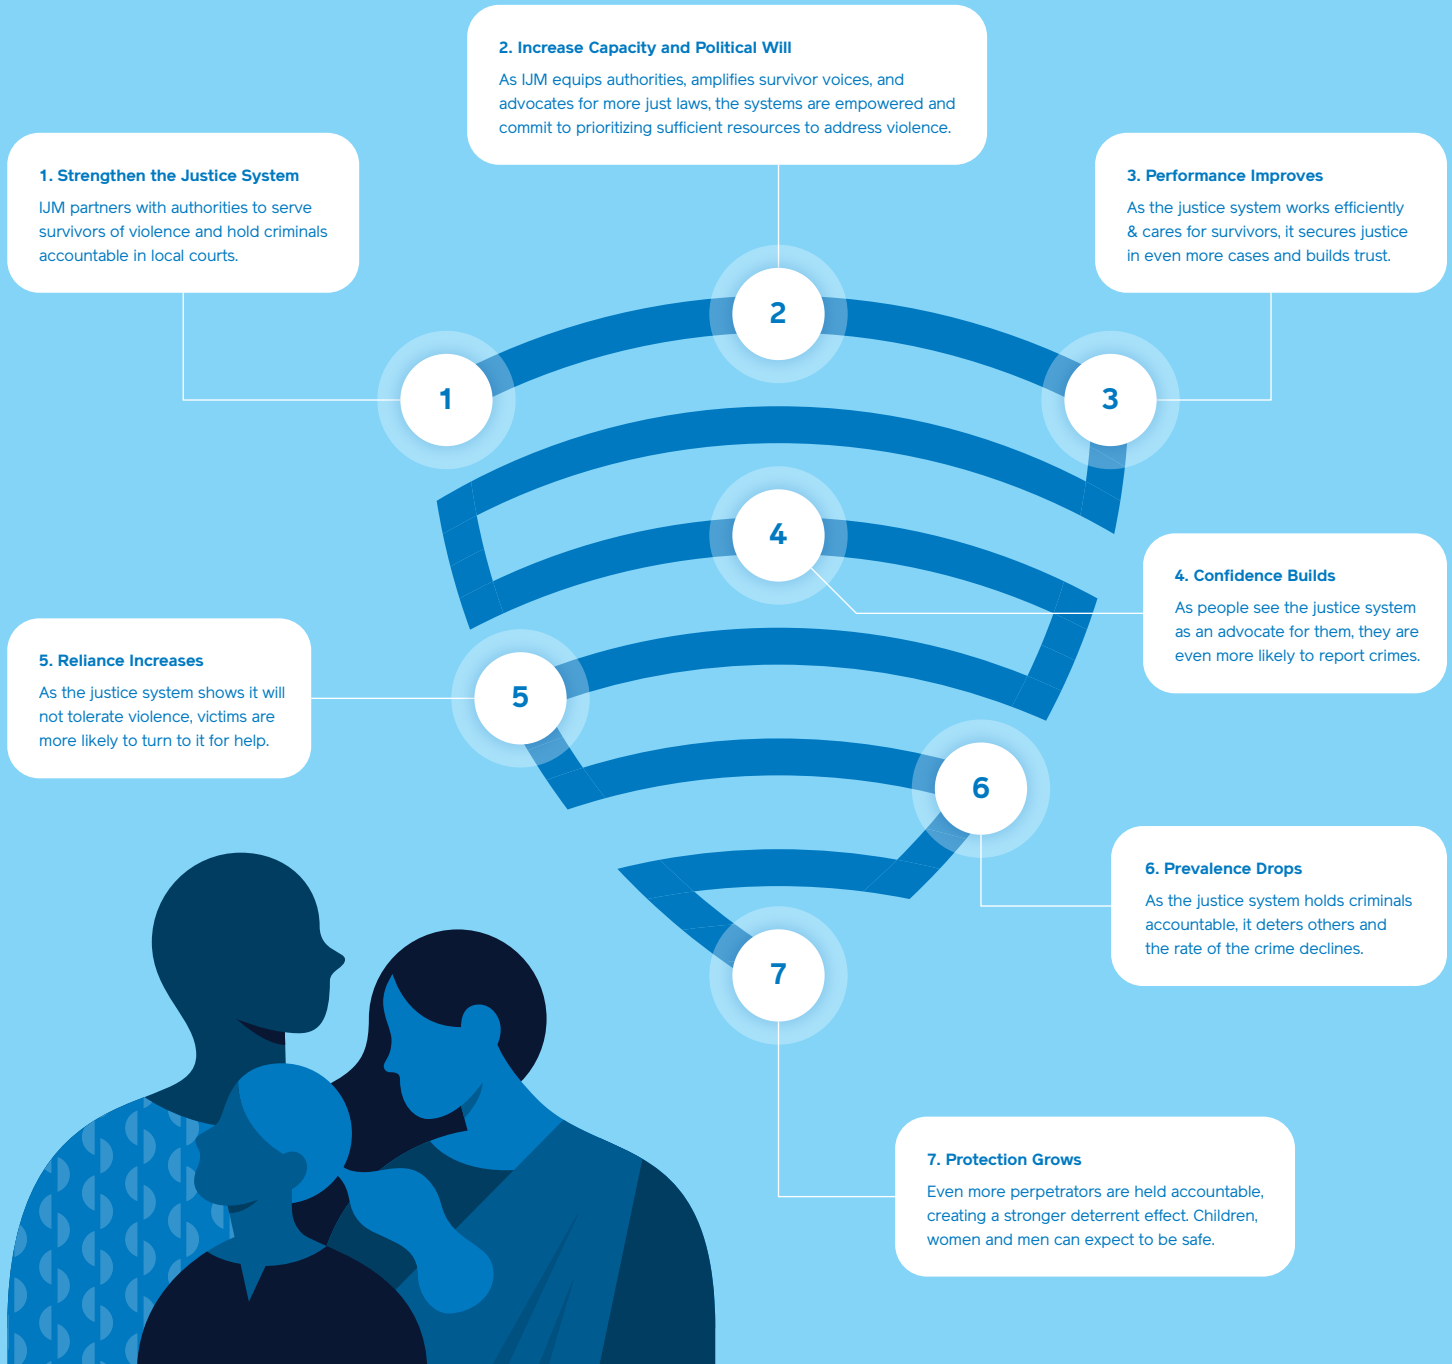 2. Increase Capacity and Political Will
As IJM equips authorities, amplifies survivor voices, and
advocates for more just laws, the systems are empowered and
commit to prioritizing sufficient resources to address violence.
1. Strengthen the Justice System
IJM partners with authorities to serve
survivors of violence and hold criminals
accountable in local courts.
3. Performance Improves
As the justice system works efficiently
& cares for survivors, it secures justice
in even more cases and builds trust.
2
1
3
4
4. Confidence Builds
As people see the justice system
as an advocate for them, they are
even more likely to report crimes.
5. Reliance Increases
As the justice system shows it will
not tolerate violence, victims are
more likely to turn to it for help.
5
6
6. Prevalence Drops
As the justice system holds criminals
accountable, it deters others and
the rate of the crime declines.
7
7. Protection Grows
Even more perpetrators are held accountable,
creating a stronger deterrent effect. Children,
women and men can expect to be safe.